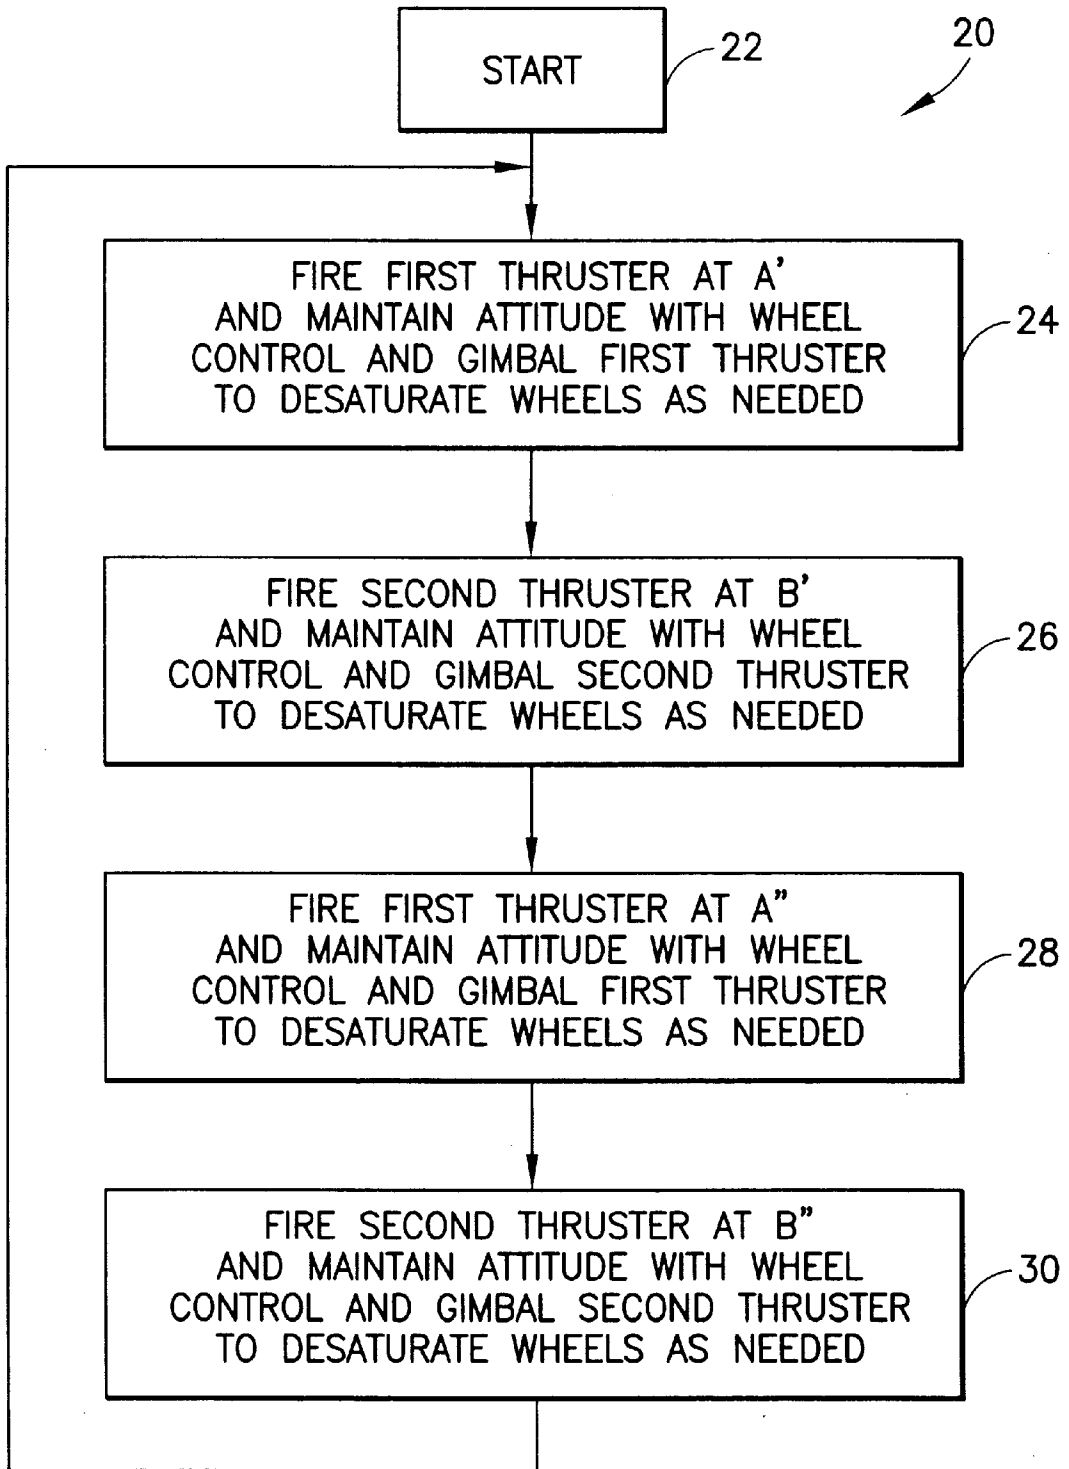 START
22
20
FIRE FIRST THRUSTER AT A'
AND MAINTAIN ATTITUDE WITH WHEEL
CONTROL AND GIMBAL FIRST THRUSTER
TO DESATURATE WHEELS AS NEEDED
24
FIRE SECOND THRUSTER AT B'
AND MAINTAIN ATTITUDE WITH WHEEL
CONTROL AND GIMBAL SECOND THRUSTER
TO DESATURATE WHEELS AS NEEDED
26
FIRE FIRST THRUSTER AT A"
AND MAINTAIN ATTITUDE WITH WHEEL
CONTROL AND GIMBAL FIRST THRUSTER
TO DESATURATE WHEELS AS NEEDED
28
FIRE SECOND THRUSTER AT B"
AND MAINTAIN ATTITUDE WITH WHEEL
CONTROL AND GIMBAL SECOND THRUSTER
TO DESATURATE WHEELS AS NEEDED
30